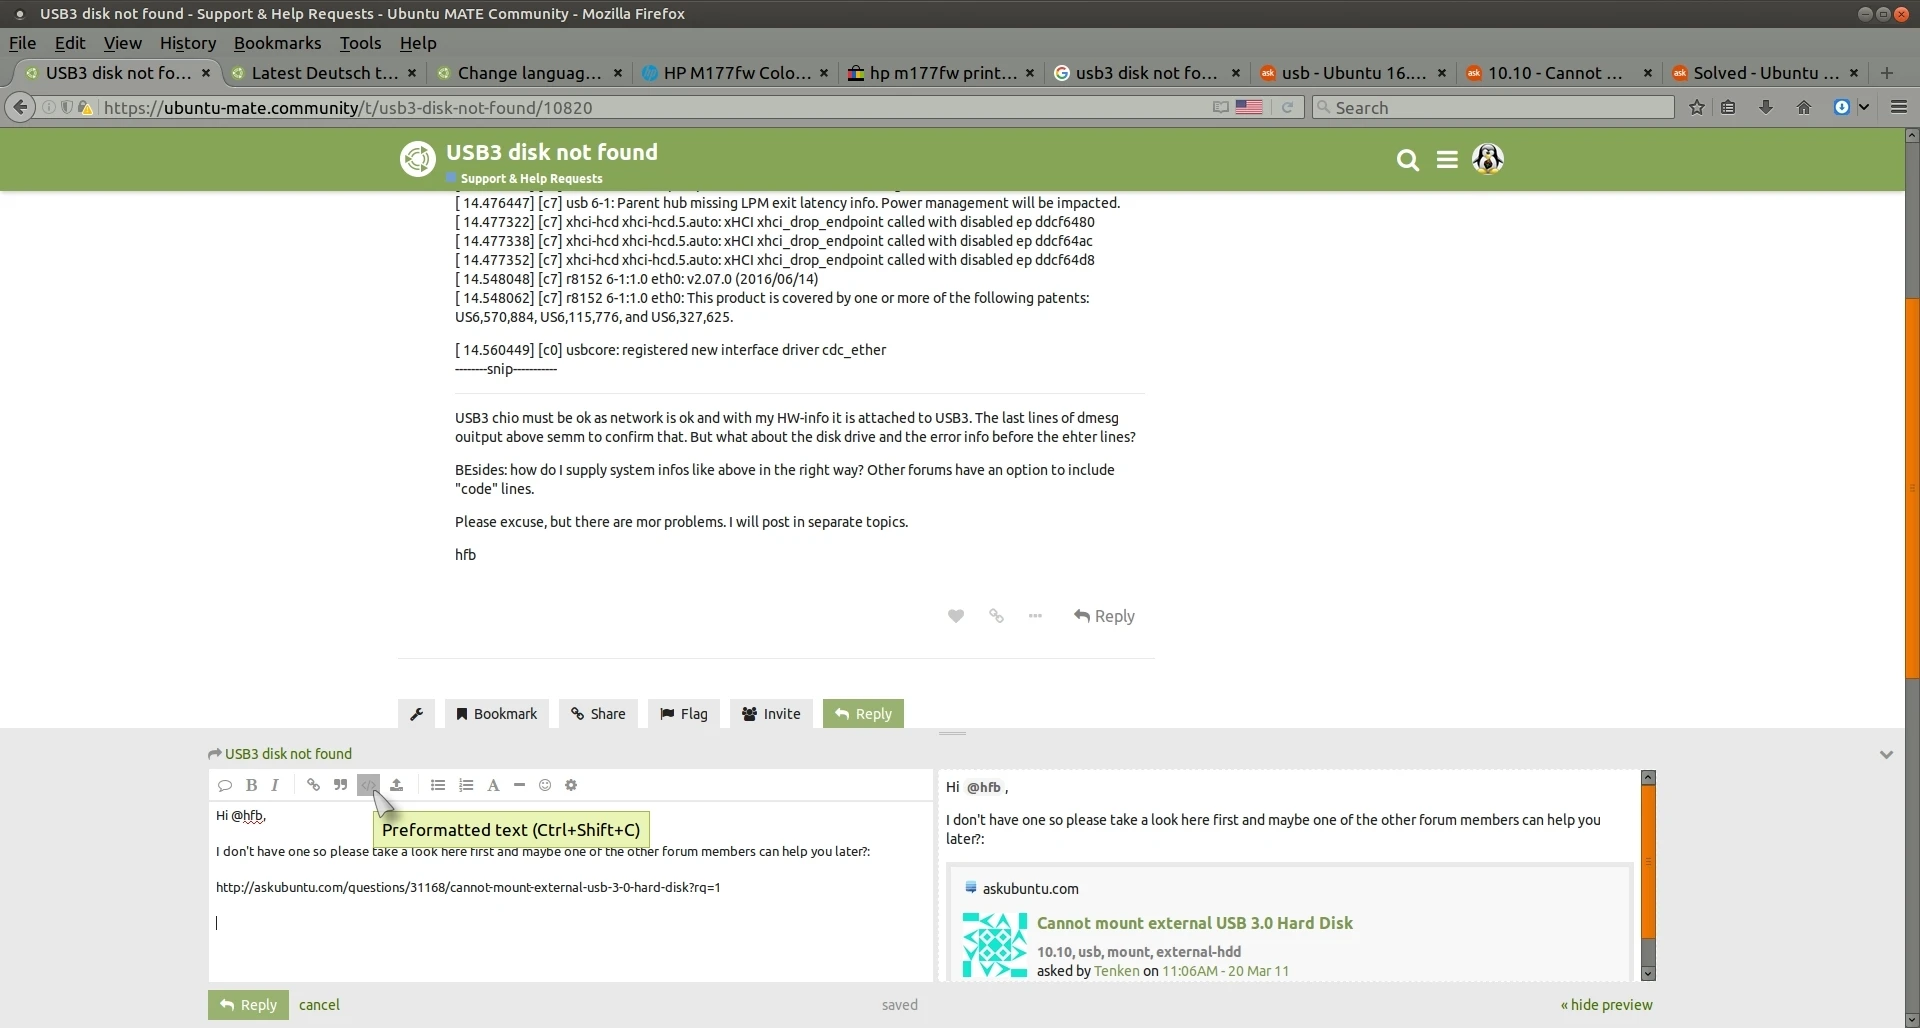 USB3 disk not found - Support & Help Requests - Ubuntu MATE Community - Mozilla Firefox
File Edit View History Bookmarks Tools Help
USB3 disk not fo... × Latest Deutsch t... × Change languag... × HP M177fw Colo... × hp m177fw print... × usb3 disk not fo... × usb - Ubuntu 16.... × 10.10 - Cannot ... × Solved - Ubuntu ... × +
https://ubuntu-mate.community/t/usb3-disk-not-found/10820 Search
USB3 disk not found
Support & Help Requests
[ 14.476447] [c7] usb 6-1: Parent hub missing LPM exit latency info. Power management will be impacted.
[ 14.477322] [c7] xhci-hcd xhci-hcd.5.auto: xHCI xhci_drop_endpoint called with disabled ep ddcf6480
[ 14.477338] [c7] xhci-hcd xhci-hcd.5.auto: xHCI xhci_drop_endpoint called with disabled ep ddcf64ac
[ 14.477352] [c7] xhci-hcd xhci-hcd.5.auto: xHCI xhci_drop_endpoint called with disabled ep ddcf64d8
[ 14.548048] [c7] r8152 6-1:1.0 eth0: v2.07.0 (2016/06/14)
[ 14.548062] [c7] r8152 6-1:1.0 eth0: This product is covered by one or more of the following patents:
US6,570,884, US6,115,776, and US6,327,625.
[ 14.560449] [c0] usbcore: registered new interface driver cdc_ether
--------snip-----------
USB3 chio must be ok as network is ok and with my HW-info it is attached to USB3. The last lines of dmesg
ouitput above semm to confirm that. But what about the disk drive and the error info before the ehter lines?
BEsides: how do I supply system infos like above in the right way? Other forums have an option to include
"code" lines.
Please excuse, but there are mor problems. I will post in separate topics.
hfb
Reply
Bookmark Share Flag Invite Reply
USB3 disk not found
B I A
Preformatted text (Ctrl+Shift+C)
Hi @hfb,
I don't have one so please take a look here first and maybe one of the other forum members can help you later?:
http://askubuntu.com/questions/31168/cannot-mount-external-usb-3-0-hard-disk?rq=1
Hi @hfb ,
I don't have one so please take a look here first and maybe one of the other forum members can help you
later?:
askubuntu.com
Cannot mount external USB 3.0 Hard Disk
10.10, usb, mount, external-hdd
asked by Tenken on 11:06AM - 20 Mar 11
Reply cancel saved « hide preview